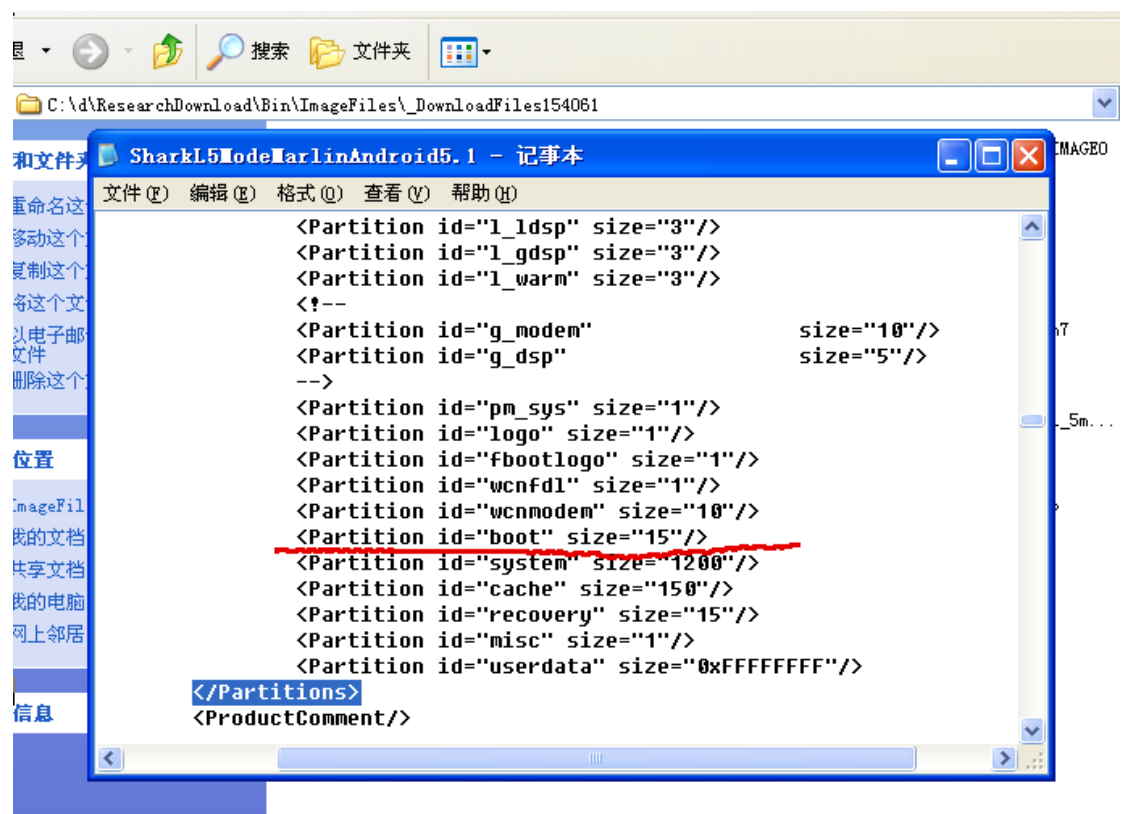 退
搜索
文件夹
C:\d\ResearchDownload\Bin\ImageFiles\_DownloadFiles154061
和文件夹
重命名这
移动这个
复制这个
将这个文
以电子邮
文件
删除这个
位置
ImageFil
我的文档
共享文档
我的电脑
网上邻居
信息
SharkL5ModeMarlinAndroid5.1 - 记事本
文件(F) 编辑(E) 格式(O) 查看(V) 帮助(H)
<Partition id="l_ldsp" size="3"/>
<Partition id="l_gdsp" size="3"/>
<Partition id="l_warm" size="3"/>
<!--
<Partition id="g_modem" size="10"/>
<Partition id="g_dsp" size="5"/>
-->
<Partition id="pm_sys" size="1"/>
<Partition id="logo" size="1"/>
<Partition id="fbootlogo" size="1"/>
<Partition id="wcnfdl" size="1"/>
<Partition id="wcnmodem" size="10"/>
<Partition id="boot" size="15"/>
<Partition id="system" size="1200"/>
<Partition id="cache" size="150"/>
<Partition id="recovery" size="15"/>
<Partition id="misc" size="1"/>
<Partition id="userdata" size="0xFFFFFFFF"/>
</Partitions>
<ProductComment/>
IMAGEO
_5m...